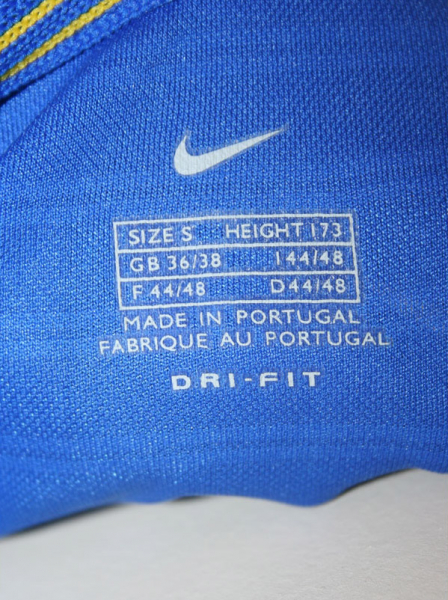 SIZE S HEIGHT 173
GB 36/38 I 44/48
F 44/48 D 44/48
MADE IN PORTUGAL
FABRIQUE AU PORTUGAL
DRI-FIT